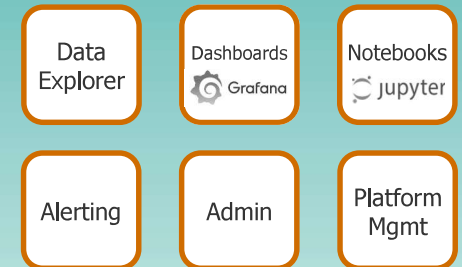 Data
Explorer
Dashboards
Grafana
Notebooks
jupyter
Alerting
Admin
Platform
Mgmt